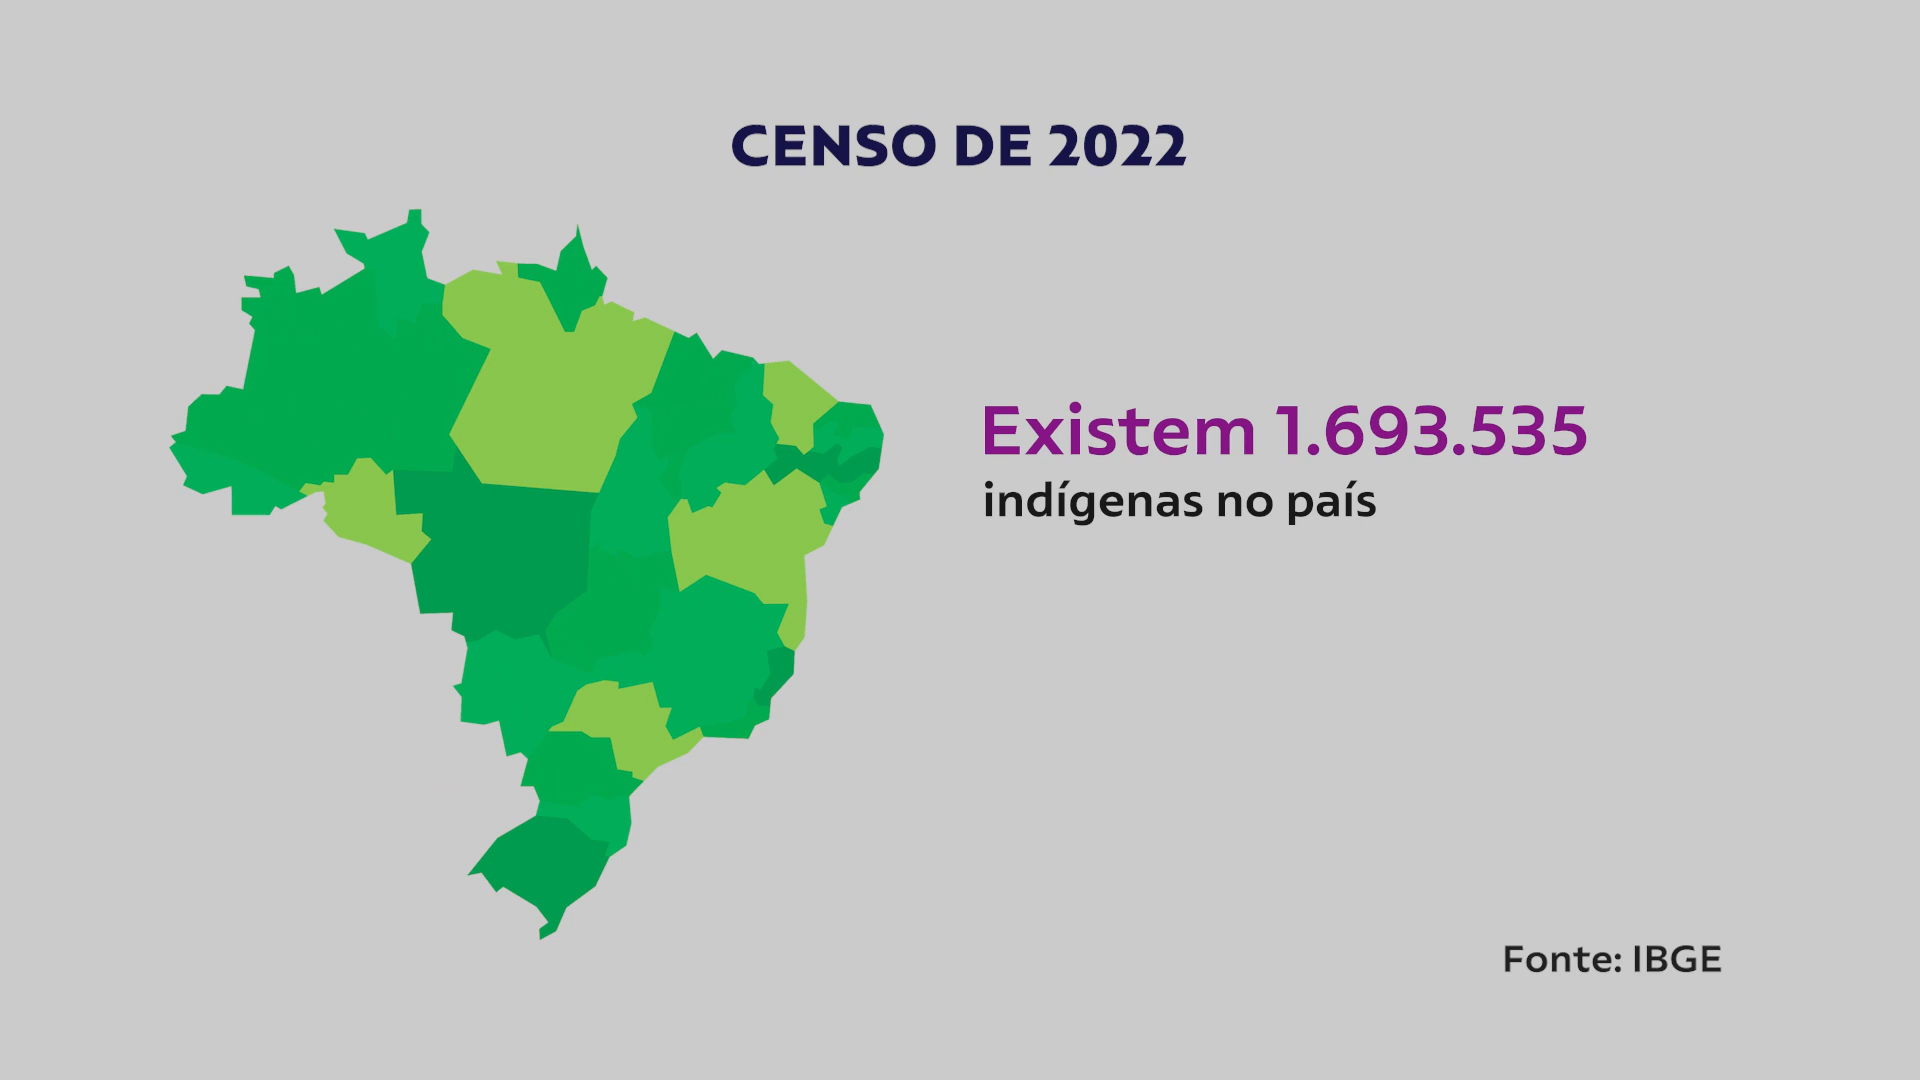 CENSO DE 2022
Existem 1.693.535
indígenas no país
Fonte: IBGE